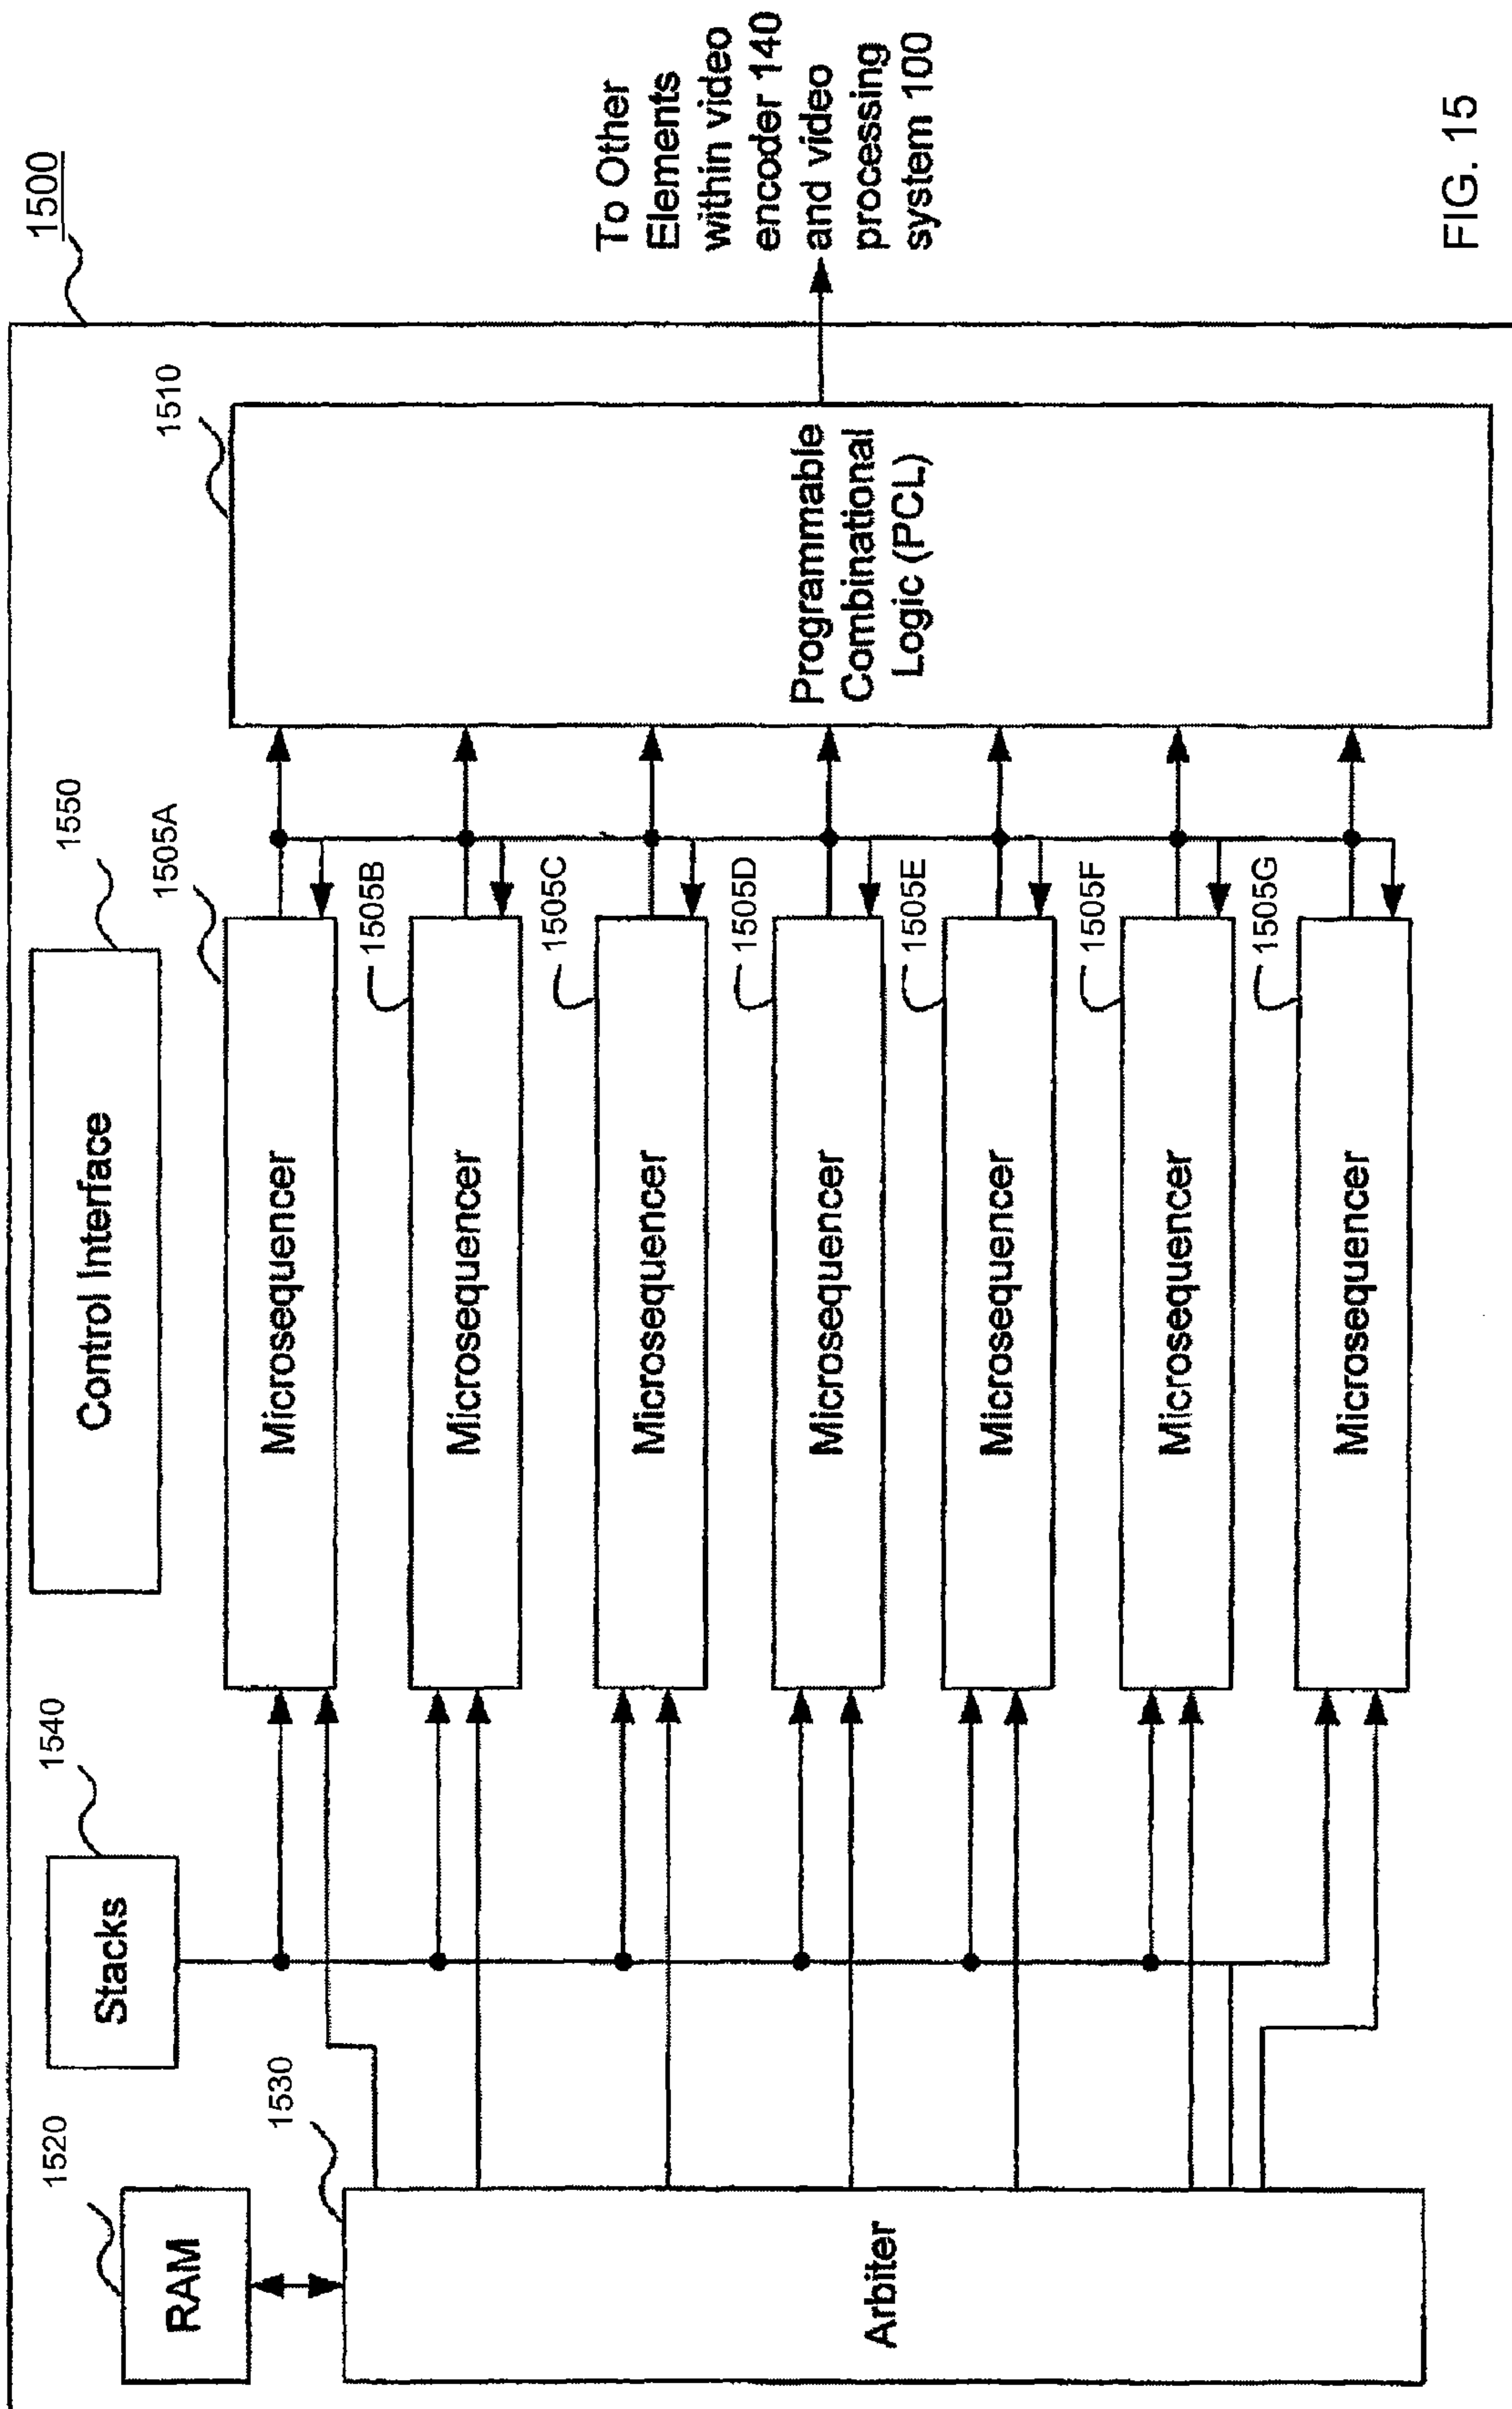 1500
1520
RAM
1530
Arbiter
1540
Stacks
1550
Control Interface
1505A
Microsequencer
1505B
Microsequencer
1505C
Microsequencer
1505D
Microsequencer
1505E
Microsequencer
1505F
Microsequencer
1505G
Microsequencer
1510
Programmable
Combinational
Logic (PCL)
To Other
Elements
within video
encoder 140
and video
processing
system 100
FIG. 15